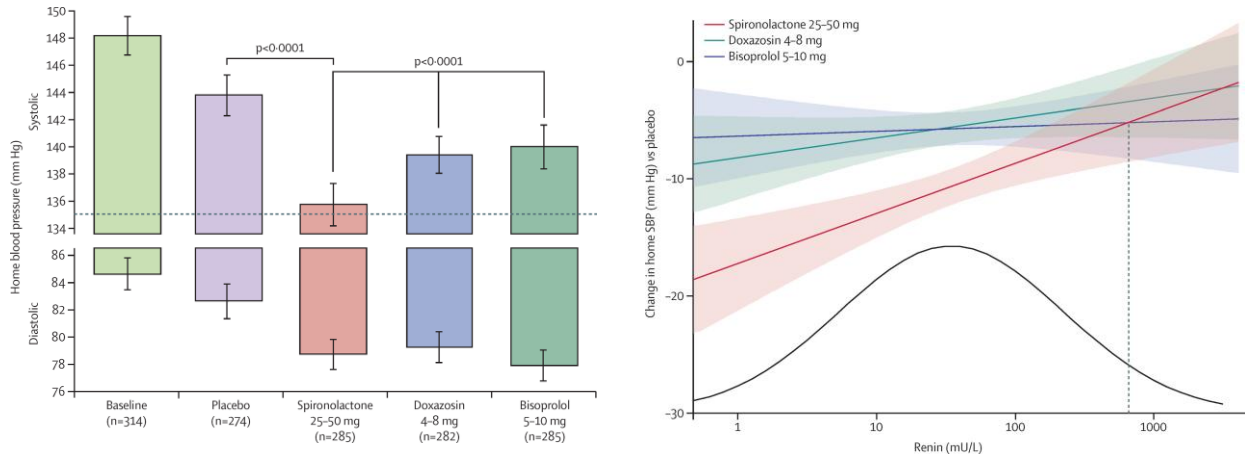 150
148
146
144
142
140
138
136
134
86
84
82
80
78
76
Systolic
Diastolic
Home blood pressure (mm Hg)
p<0·0001
p<0·0001
Baseline
(n=314)
Placebo
(n=274)
Spironolactone
25–50 mg
(n=285)
Doxazosin
4–8 mg
(n=282)
Bisoprolol
5–10 mg
(n=285)
Spironolactone 25–50 mg
Doxazosin 4–8 mg
Bisoprolol 5–10 mg
Change in home SBP (mm Hg) vs placebo
0
–10
–20
–30
1
10
100
1000
Renin (mU/L)